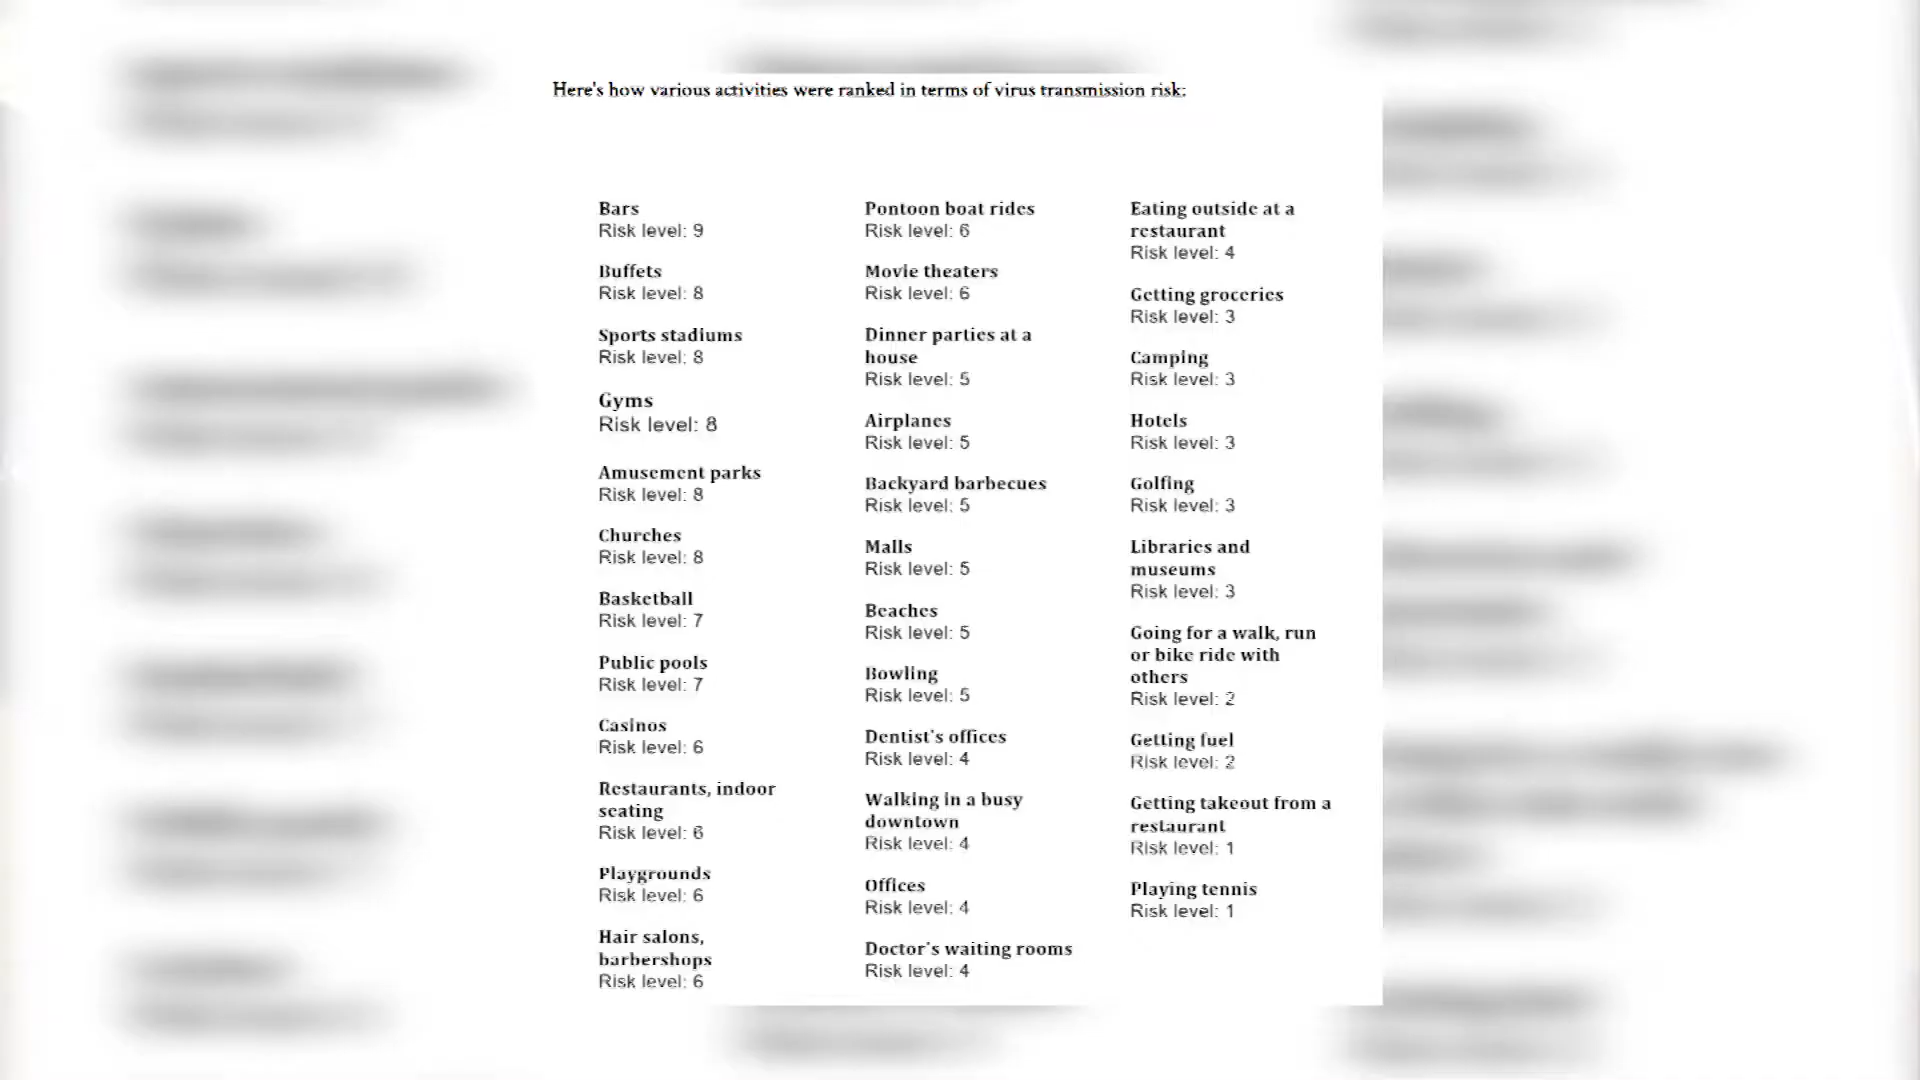 Here's how various activities were ranked in terms of virus transmission risk:
Bars
Risk level: 9
Buffets
Risk level: 8
Sports stadiums
Risk level: 8
Gyms
Risk level: 8
Amusement parks
Risk level: 8
Churches
Risk level: 8
Basketball
Risk level: 7
Public pools
Risk level: 7
Casinos
Risk level: 6
Restaurants, indoor
seating
Risk level: 6
Playgrounds
Risk level: 6
Hair salons,
barbershops
Risk level: 6
Pontoon boat rides
Risk level: 6
Movie theaters
Risk level: 6
Dinner parties at a
house
Risk level: 5
Airplanes
Risk level: 5
Backyard barbecues
Risk level: 5
Malls
Risk level: 5
Beaches
Risk level: 5
Bowling
Risk level: 5
Dentist's offices
Risk level: 4
Walking in a busy
downtown
Risk level: 4
Offices
Risk level: 4
Doctor's waiting rooms
Risk level: 4
Eating outside at a
restaurant
Risk level: 4
Getting groceries
Risk level: 3
Camping
Risk level: 3
Hotels
Risk level: 3
Golfing
Risk level: 3
Libraries and
museums
Risk level: 3
Going for a walk, run
or bike ride with
others
Risk level: 2
Getting fuel
Risk level: 2
Getting takeout from a
restaurant
Risk level: 1
Playing tennis
Risk level: 1